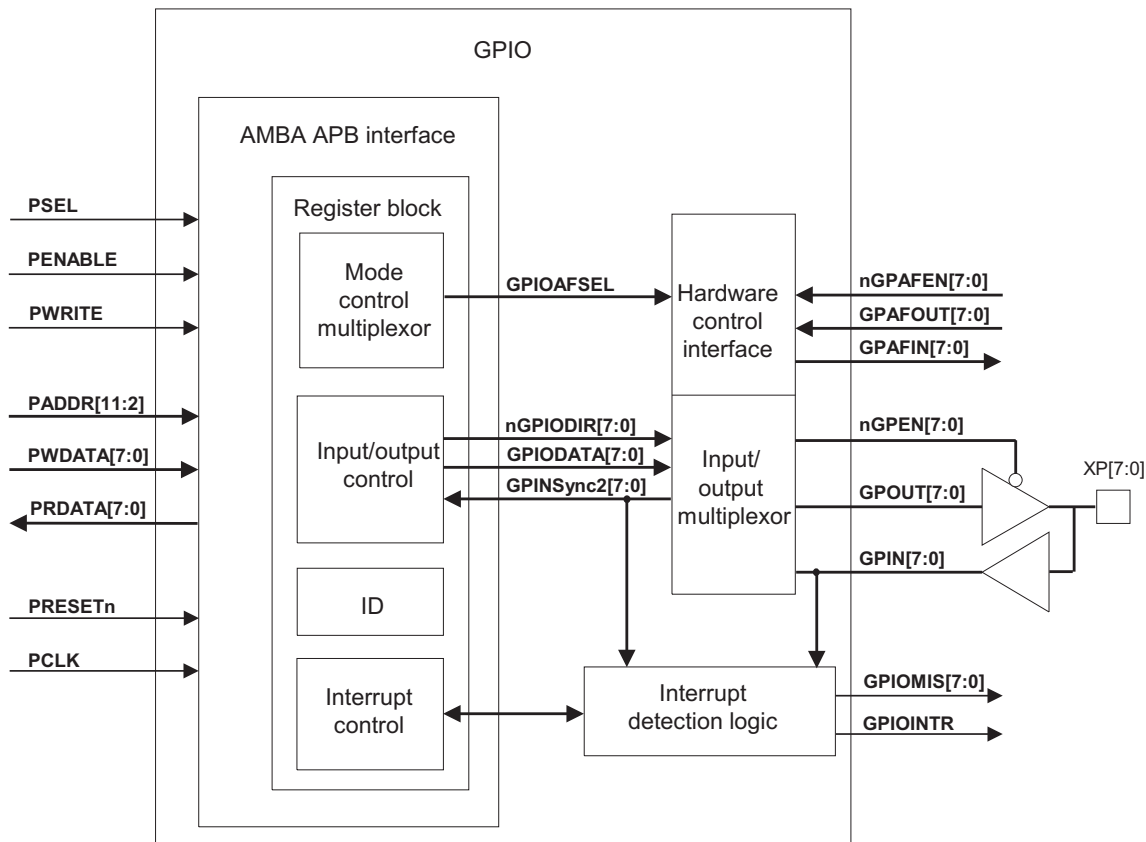 GPIO
AMBA APB interface
PSEL
PENABLE
PWRITE
PADDR[11:2]
PWDATA[7:0]
PRDATA[7:0]
PRESETn
PCLK
Register block
Mode
control
multiplexor
Input/output
control
ID
Interrupt
control
GPIOAFSEL
nGPIODIR[7:0]
GPIODATA[7:0]
GPINSync2[7:0]
Hardware
control
interface
Input/
output
multiplexor
Interrupt
detection logic
nGPAFEN[7:0]
GPAFOUT[7:0]
GPAFIN[7:0]
nGPEN[7:0]
GPOUT[7:0]
GPIN[7:0]
XP[7:0]
GPIOMIS[7:0]
GPIOINTR